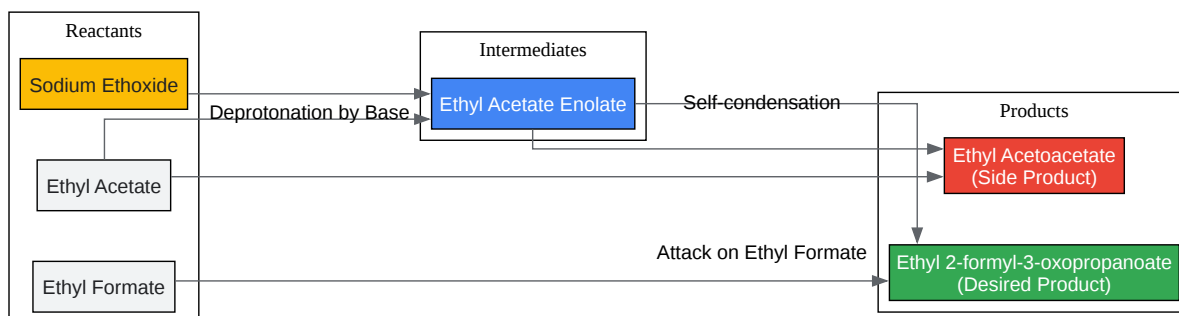 Reactants
Sodium Ethoxide
Ethyl Acetate
Ethyl Formate
Deprotonation by Base
Intermediates
Ethyl Acetate Enolate
Self-condensation
Attack on Ethyl Formate
Products
Ethyl Acetoacetate
(Side Product)
Ethyl 2-formyl-3-oxopropanoate
(Desired Product)